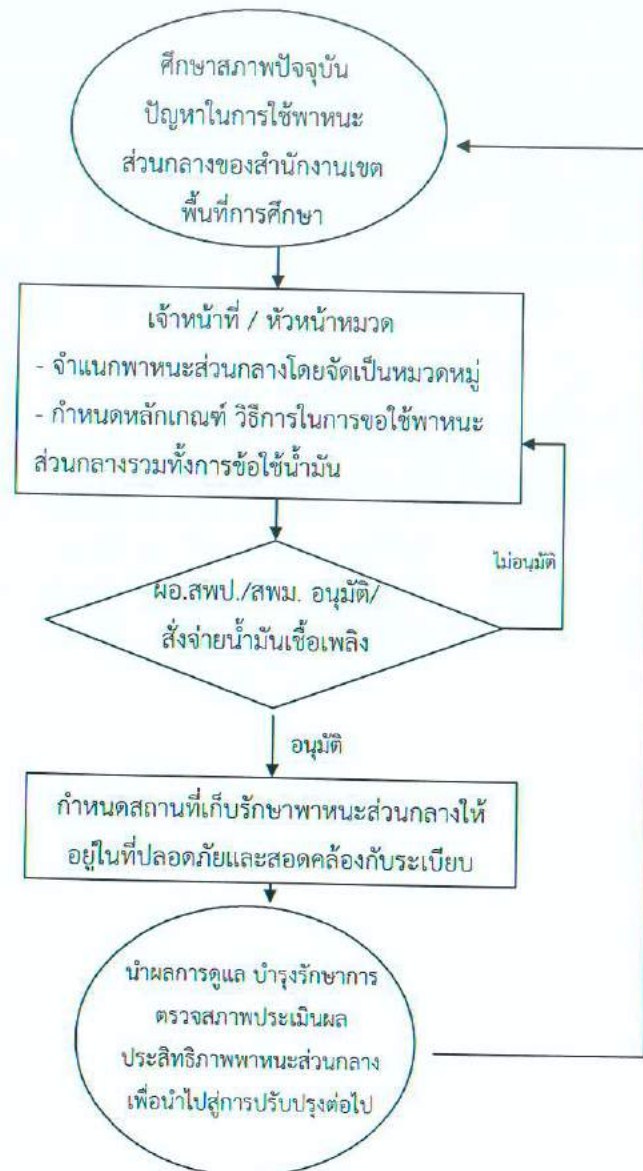 ศึกษาสภาพปัจจุบัน
ปัญหาในการใช้พาหนะ
ส่วนกลางของสำนักงานเขต
พื้นที่การศึกษา
เจ้าหน้าที่ / หัวหน้าหมวด
- จำแนกพาหนะส่วนกลางโดยจัดเป็นหมวดหมู่
- กำหนดหลักเกณฑ์ วิธีการในการขอใช้พาหนะ
ส่วนกลางรวมทั้งการข้อใช้น้ำมัน
ไม่อนุมัติ
ผอ.สพป./สพม. อนุมัติ/
สั่งจ่ายน้ำมันเชื้อเพลิง
อนุมัติ
กำหนดสถานที่เก็บรักษาพาหนะส่วนกลางให้
อยู่ในที่ปลอดภัยและสอดคล้องกับระเบียบ
นำผลการดูแล บำรุงรักษาการ
ตรวจสภาพประเมินผล
ประสิทธิภาพพาหนะส่วนกลาง
เพื่อนำไปสู่การปรับปรุงต่อไป